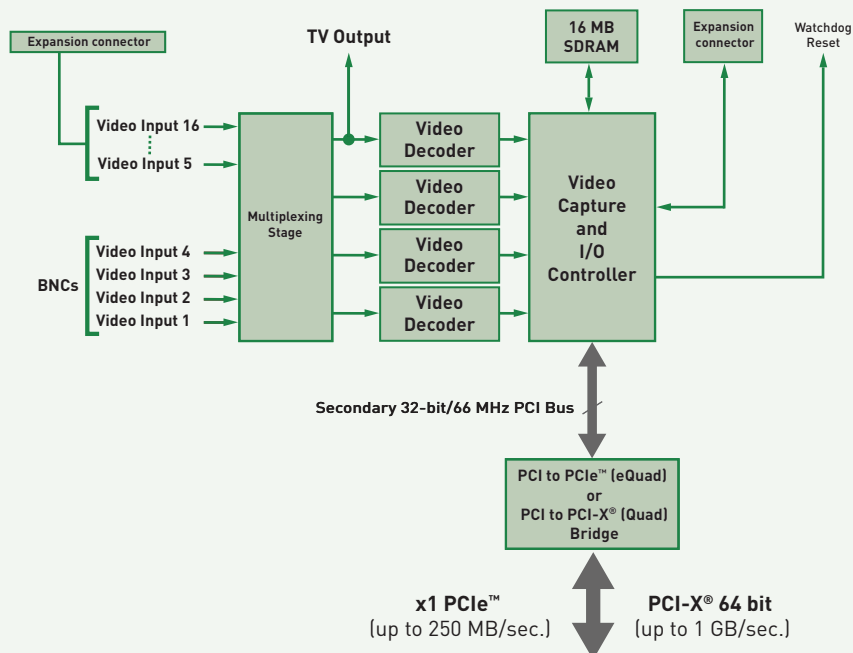 Expansion connector
TV Output
16 MB
SDRAM
Expansion
connector
Watchdog
Reset
Video Input 16
Video Input 5
BNCs
Video Input 4
Video Input 3
Video Input 2
Video Input 1
Multiplexing
Stage
Video
Decoder
Video
Decoder
Video
Decoder
Video
Decoder
Video
Capture
and
I/O
Controller
Secondary 32-bit/66 MHz PCI Bus
PCI to PCIe™ (eQuad)
or
PCI to PCI-X® (Quad)
Bridge
x1 PCIe™
(up to 250 MB/sec.)
PCI-X® 64 bit
(up to 1 GB/sec.)